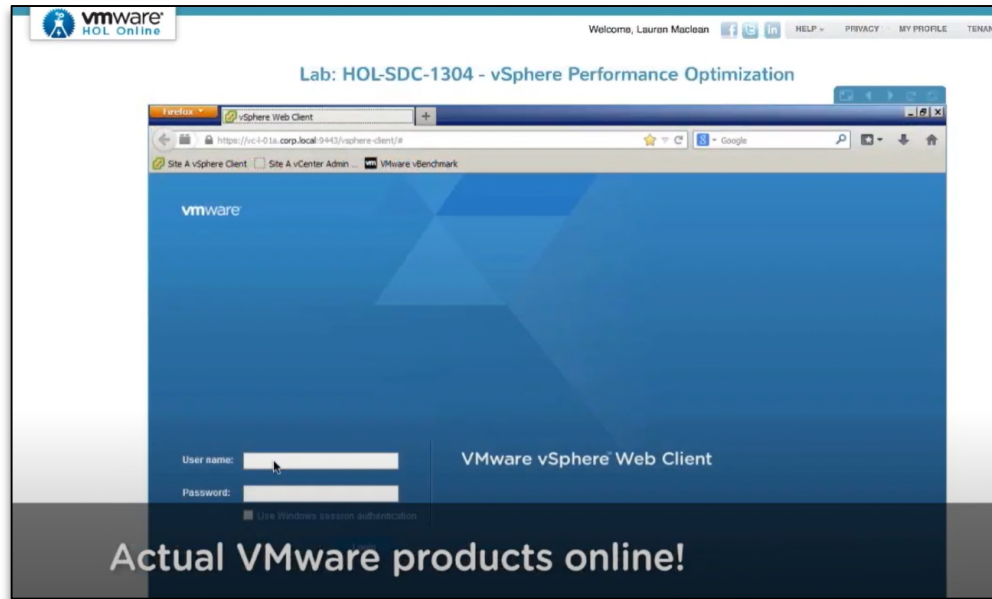 vmware®
HOL Online
Welcome, Lauren Maclean
HELP
PRIVACY
MY PROFILE
TENAN
Lab: HOL-SDC-1304 - vSphere Performance Optimization
Firefox
vSphere Web Client
https://vc-l-01a.corp.local:9443/vsphere-client/#
Google
Site A vSphere Client
Site A vCenter Admin ...
VMware vBenchmark
vmware®
User name:
VMware vSphere® Web Client
Password:
Use Windows session authentication
Actual VMware products online!